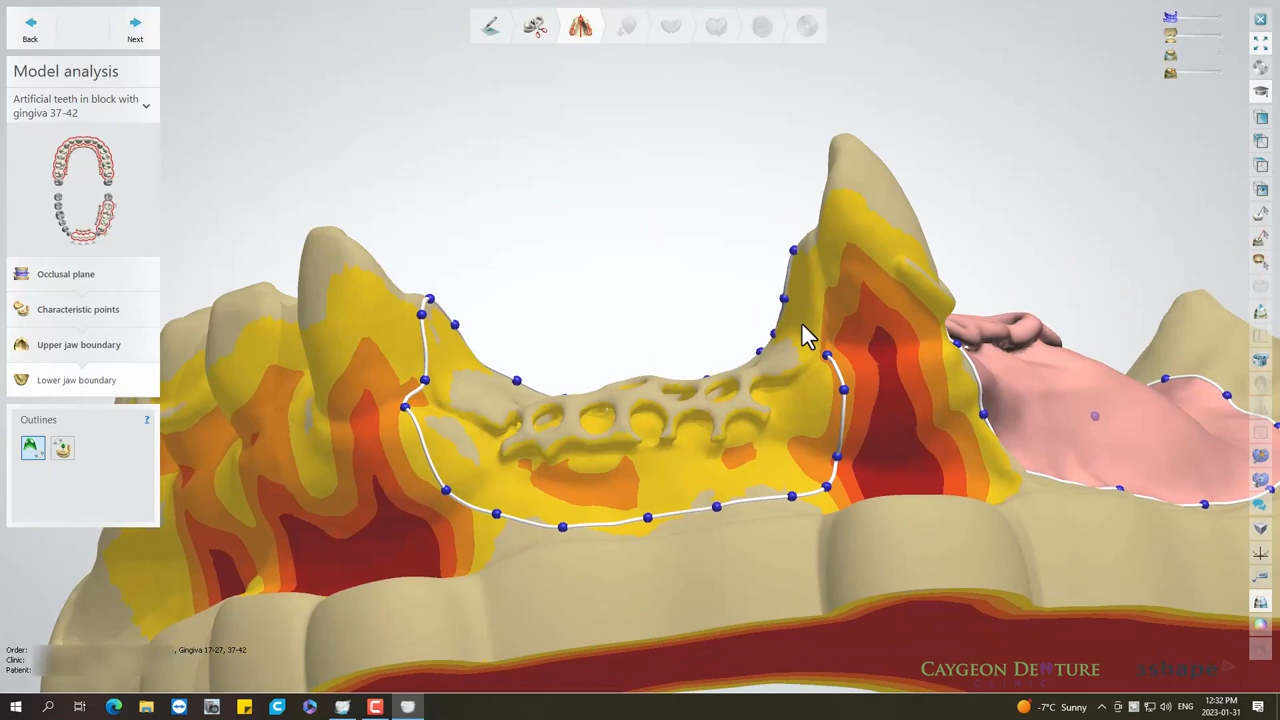 Back
Next
Model analysis
Artificial teeth in block with
gingiva 37-42
Occlusal plane
Characteristic points
Upper jaw boundary
Lower jaw boundary
Outlines
?
Order:
, Gingiva 17-27, 37-42
Clinic:
Patient:
CAYGEON DENTURE
CLINIC
3shape
-7°C Sunny
ENG
12:32 PM
2023-01-31